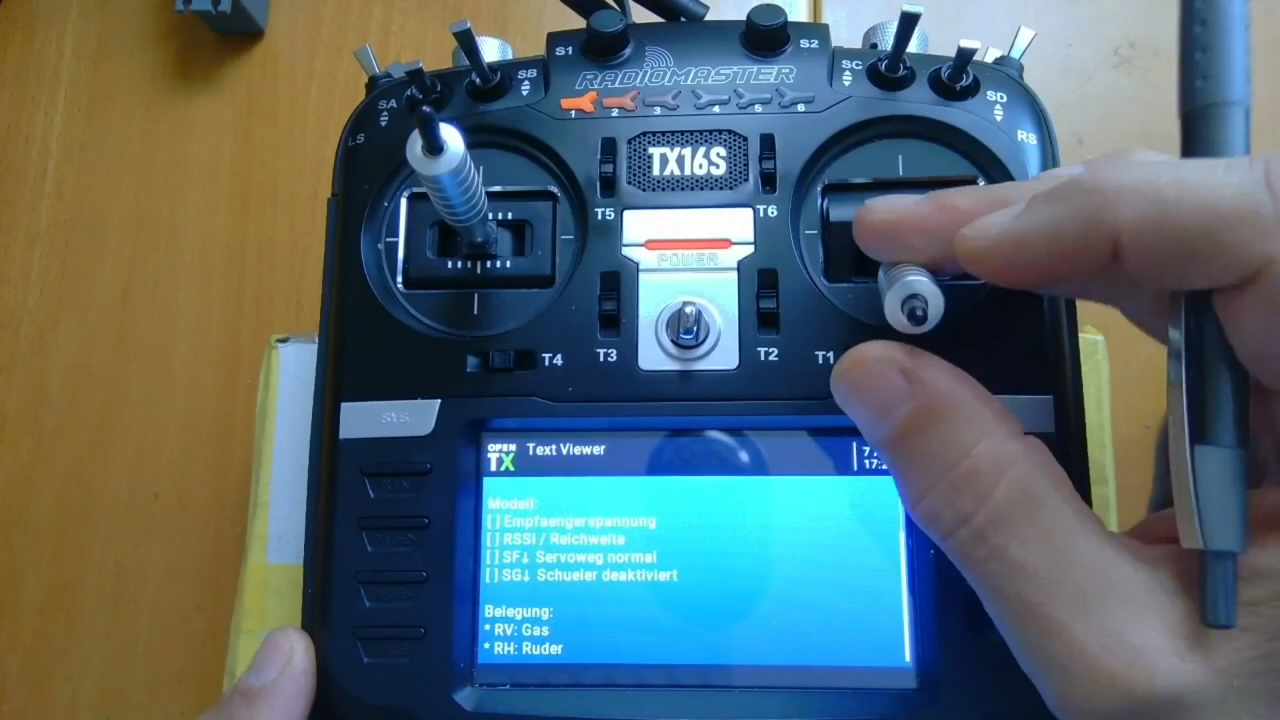 S1
S2
SB
SC
RADIOMASTER
SA
SD
1 2 3 4 5 6
LS
RS
TX16S
T5
T6
POWER
T3
T2
T1
T4
SYS
OPEN TX
Text Viewer
Modell:
[ ] Empfaengerspannung
[ ] RSSI / Reichweite
[ ] SF↓ Servoweg normal
[ ] SG↓ Schueler deaktiviert
Belegung:
* RV: Gas
* RH: Ruder